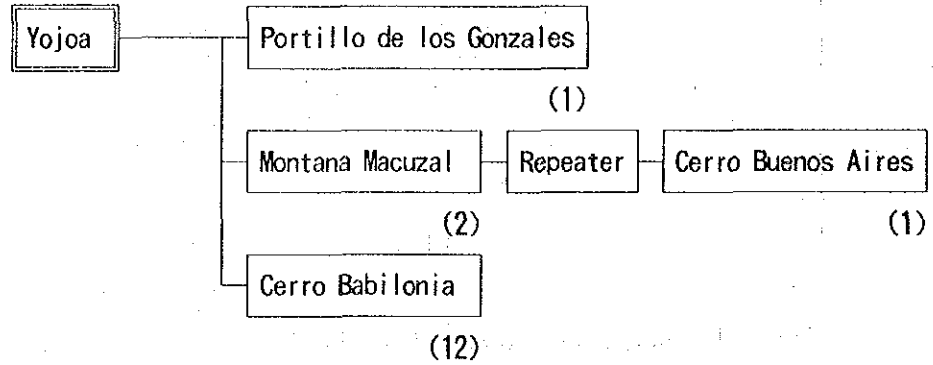 Yojoa
Portillo de los Gonzales
(1)
Montana Macuzal
Repeater
Cerro Buenos Aires
(2)
(1)
Cerro Babilonia
(12)